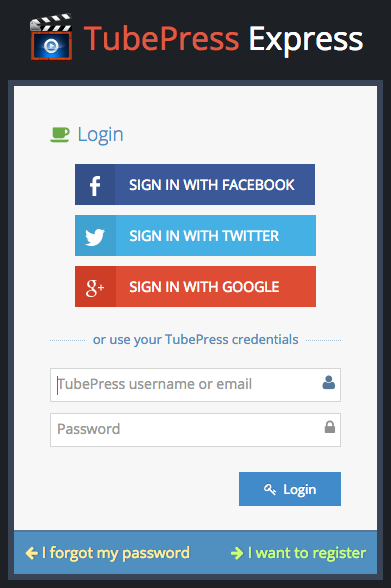 TubePress Express
Login
SIGN IN WITH FACEBOOK
SIGN IN WITH TWITTER
SIGN IN WITH GOOGLE
or use your TubePress credentials
TubePress username or email
Password
Login
I forgot my password
I want to register